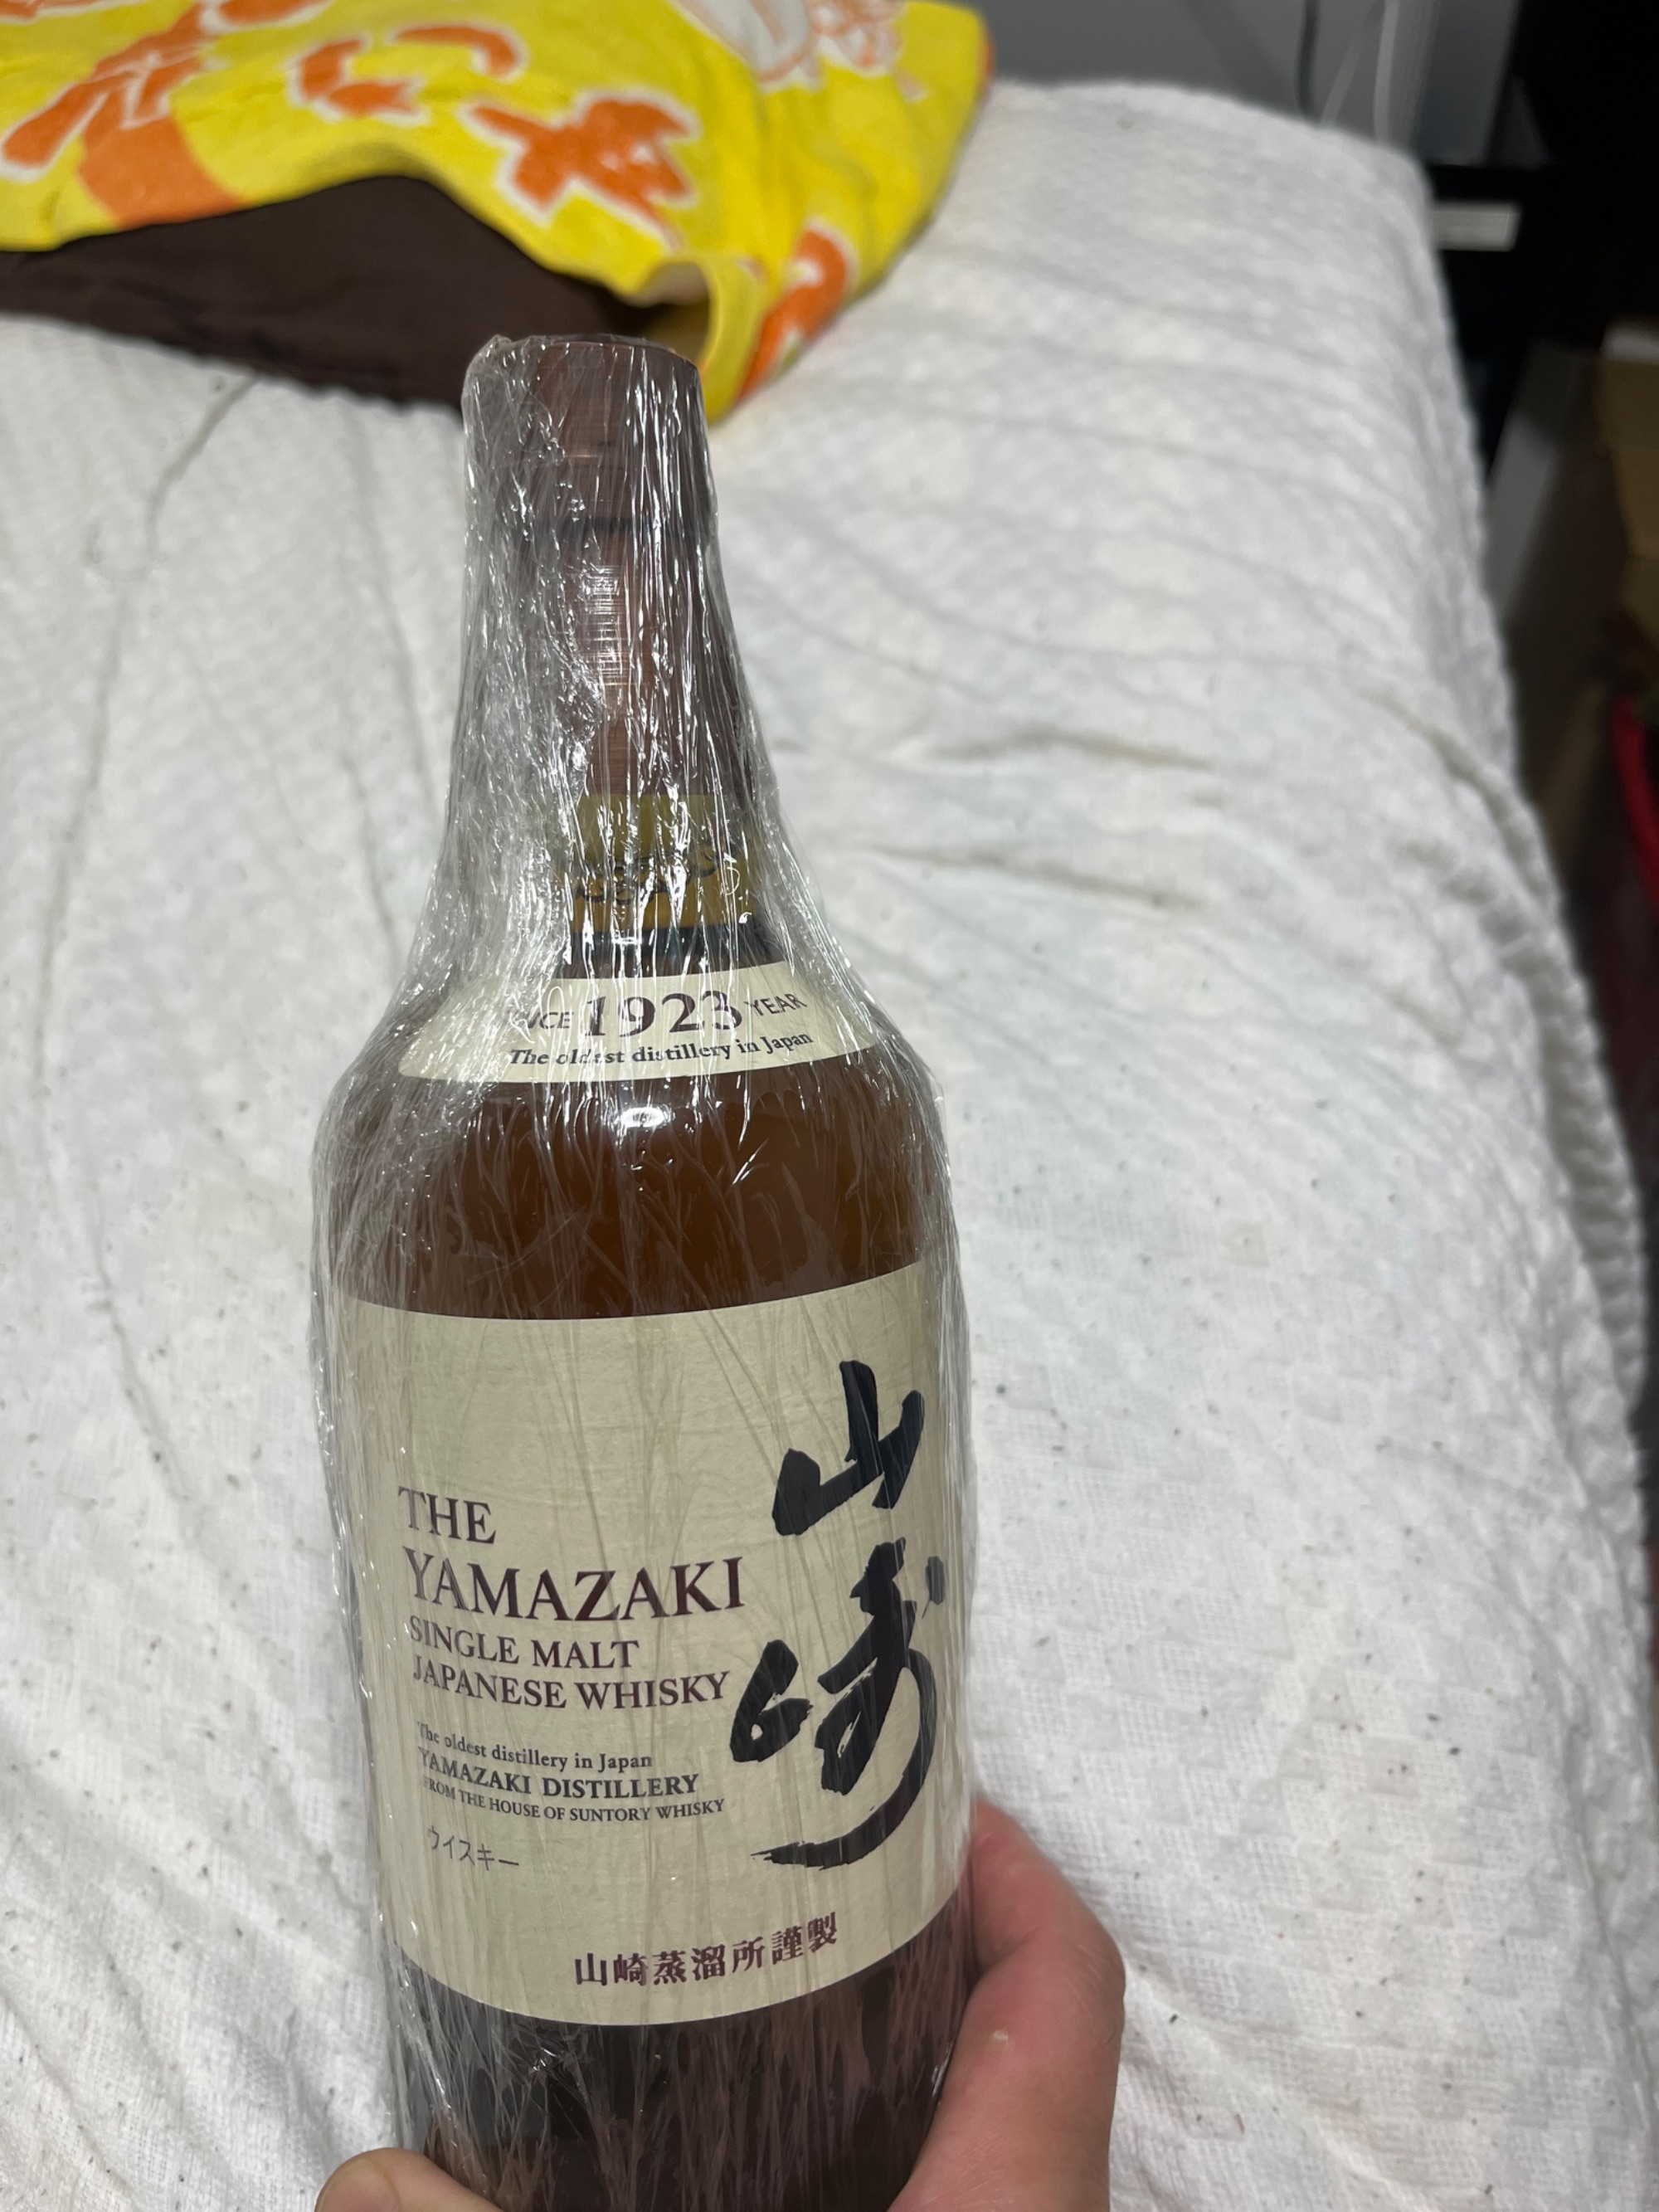 1923 YEAR
The oldest distillery in Japan
山崎
THE
YAMAZAKI
SINGLE MALT
JAPANESE WHISKY
The oldest distillery in Japan
YAMAZAKI DISTILLERY
FROM THE HOUSE OF SUNTORY WHISKY
ウイスキー
山崎蒸溜所謹製